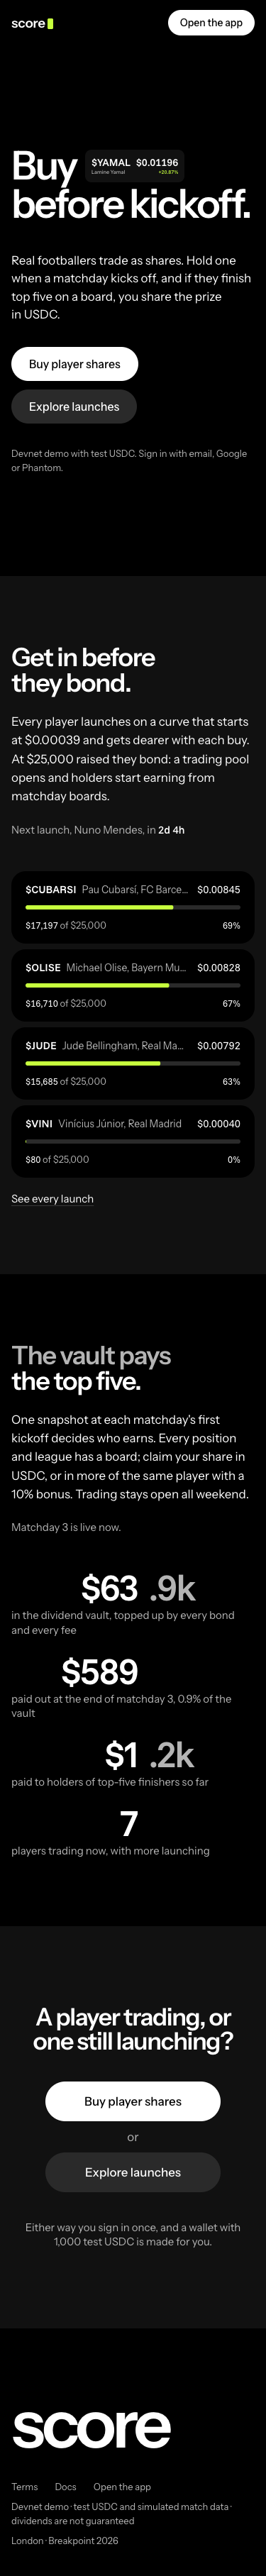 score
Open the app
Buy
$YAMAL $0.01196
Lamine Yamal +20.87%
before kickoff.
Real footballers trade as shares. Hold one
when a matchday kicks off, and if they finish
top five on a board, you share the prize
in USDC.
Buy player shares
Explore launches
Devnet demo with test USDC. Sign in with email, Google
or Phantom.
Get in before
they bond.
Every player launches on a curve that starts
at $0.00039 and gets dearer with each buy.
At $25,000 raised they bond: a trading pool
opens and holders start earning from
matchday boards.
Next launch, Nuno Mendes, in 2d 4h
$CUBARSI Pau Cubarsí, FC Barce... $0.00845
$17,197 of $25,000 69%
$OLISE Michael Olise, Bayern Mu... $0.00828
$16,710 of $25,000 67%
$JUDE Jude Bellingham, Real Ma... $0.00792
$15,685 of $25,000 63%
$VINI Vinícius Júnior, Real Madrid $0.00040
$80 of $25,000 0%
See every launch
The vault pays
the top five.
One snapshot at each matchday's first
kickoff decides who earns. Every position
and league has a board; claim your share in
USDC, or in more of the same player with a
10% bonus. Trading stays open all weekend.
Matchday 3 is live now.
$63 .9k
in the dividend vault, topped up by every bond
and every fee
$589
paid out at the end of matchday 3, 0.9% of the
vault
$1 .2k
paid to holders of top-five finishers so far
7
players trading now, with more launching
A player trading, or
one still launching?
Buy player shares
or
Explore launches
Either way you sign in once, and a wallet with
1,000 test USDC is made for you.
score
Terms Docs Open the app
Devnet demo · test USDC and simulated match data ·
dividends are not guaranteed
London · Breakpoint 2026